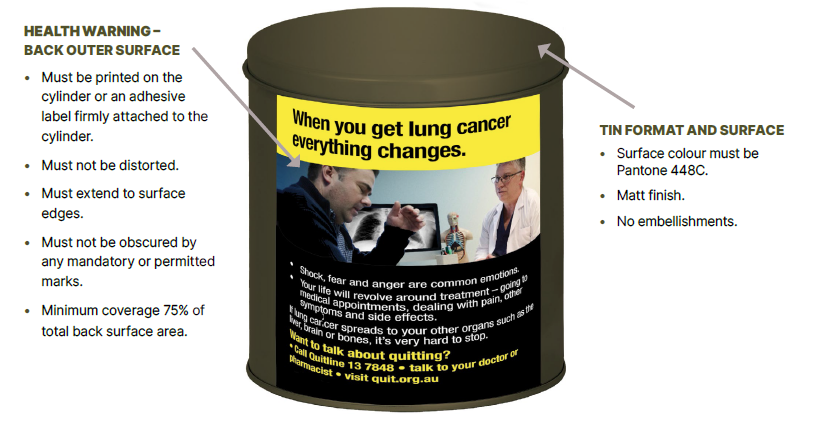 HEALTH WARNING –
BACK OUTER SURFACE
• Must be printed on the
cylinder or an adhesive
label firmly attached to the
cylinder.
• Must not be distorted.
• Must extend to surface
edges.
• Must not be obscured by
any mandatory or permitted
marks.
• Minimum coverage 75% of
total back surface area.
When you get lung cancer
everything changes.
• Shock, fear and anger are common emotions.
• Your life will revolve around treatment – going to
medical appointments, dealing with pain, other
symptoms and side effects.
If lung cancer spreads to your other organs such as the
liver, brain or bones, it's very hard to stop.
Want to talk about quitting?
• Call Quitline 13 7848 • talk to your doctor or
pharmacist • visit quit.org.au
TIN FORMAT AND SURFACE
• Surface colour must be
Pantone 448C.
• Matt finish.
• No embellishments.